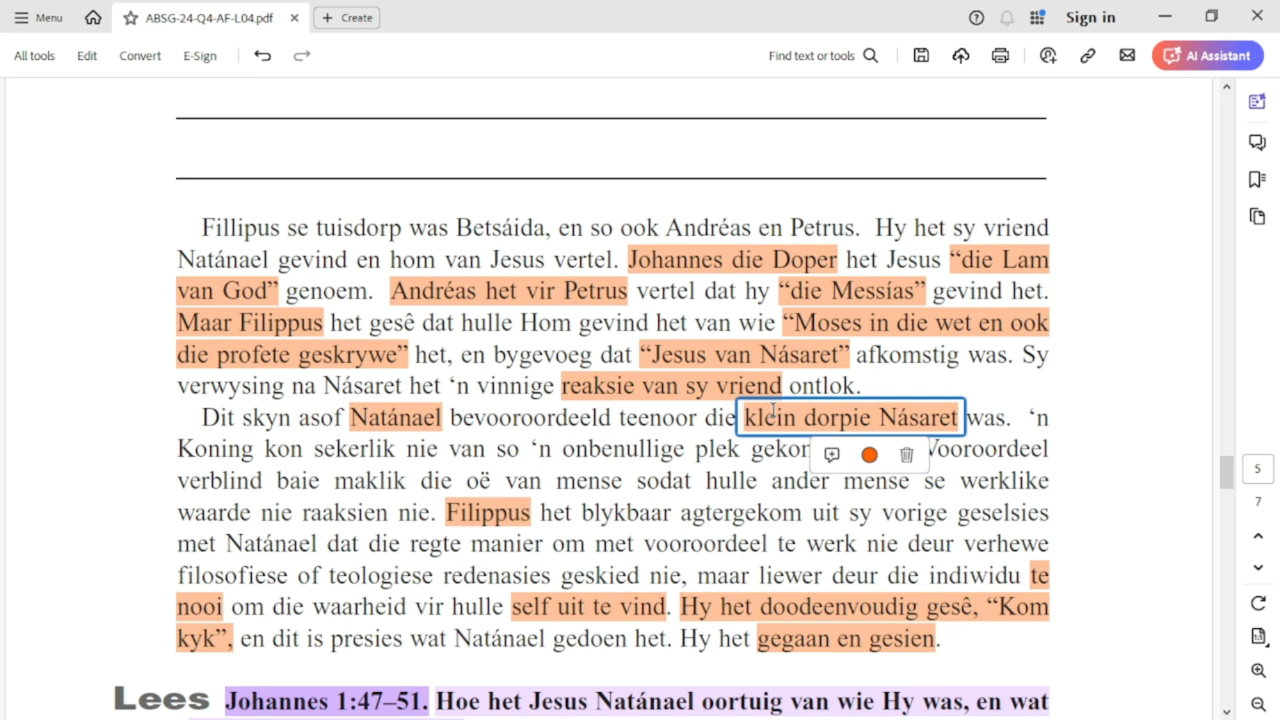 Menu
ABSG-24-Q4-AF-L04.pdf
Create
Sign in
All tools
Edit
Convert
E-Sign
Find text or tools
AI Assistant
Fillipus se tuisdorp was Betsáida, en so ook Andréas en Petrus. Hy het sy vriend
Natánael gevind en hom van Jesus vertel. Johannes die Doper het Jesus “die Lam
van God” genoem. Andréas het vir Petrus vertel dat hy “die Messías” gevind het.
Maar Filippus het gesê dat hulle Hom gevind het van wie “Moses in die wet en ook
die profete geskrywe” het, en bygevoeg dat “Jesus van Násaret” afkomstig was. Sy
verwysing na Násaret het ‘n vinnige reaksie van sy vriend ontlok.
Dit skyn asof Natánael bevooroordeeld teenoor die klein dorpie Násaret was. ‘n
Koning kon sekerlik nie van so ‘n onbenullige plek Vooroordeel
verblind baie maklik die oë van mense sodat hulle ander mense se werklike
waarde nie raaksien nie. Filippus het blykbaar agtergekom uit sy vorige geselsies
met Natánael dat die regte manier om met vooroordeel te werk nie deur verhewe
filosofiese of teologiese redenasies geskied nie, maar liewer deur die indiwidu te
nooi om die waarheid vir hulle self uit te vind. Hy het doodeenvoudig gesê, “Kom
kyk”, en dit is presies wat Natánael gedoen het. Hy het gegaan en gesien.
Lees Johannes 1:47–51. Hoe het Jesus Natánael oortuig van wie Hy was, en wat
5
7